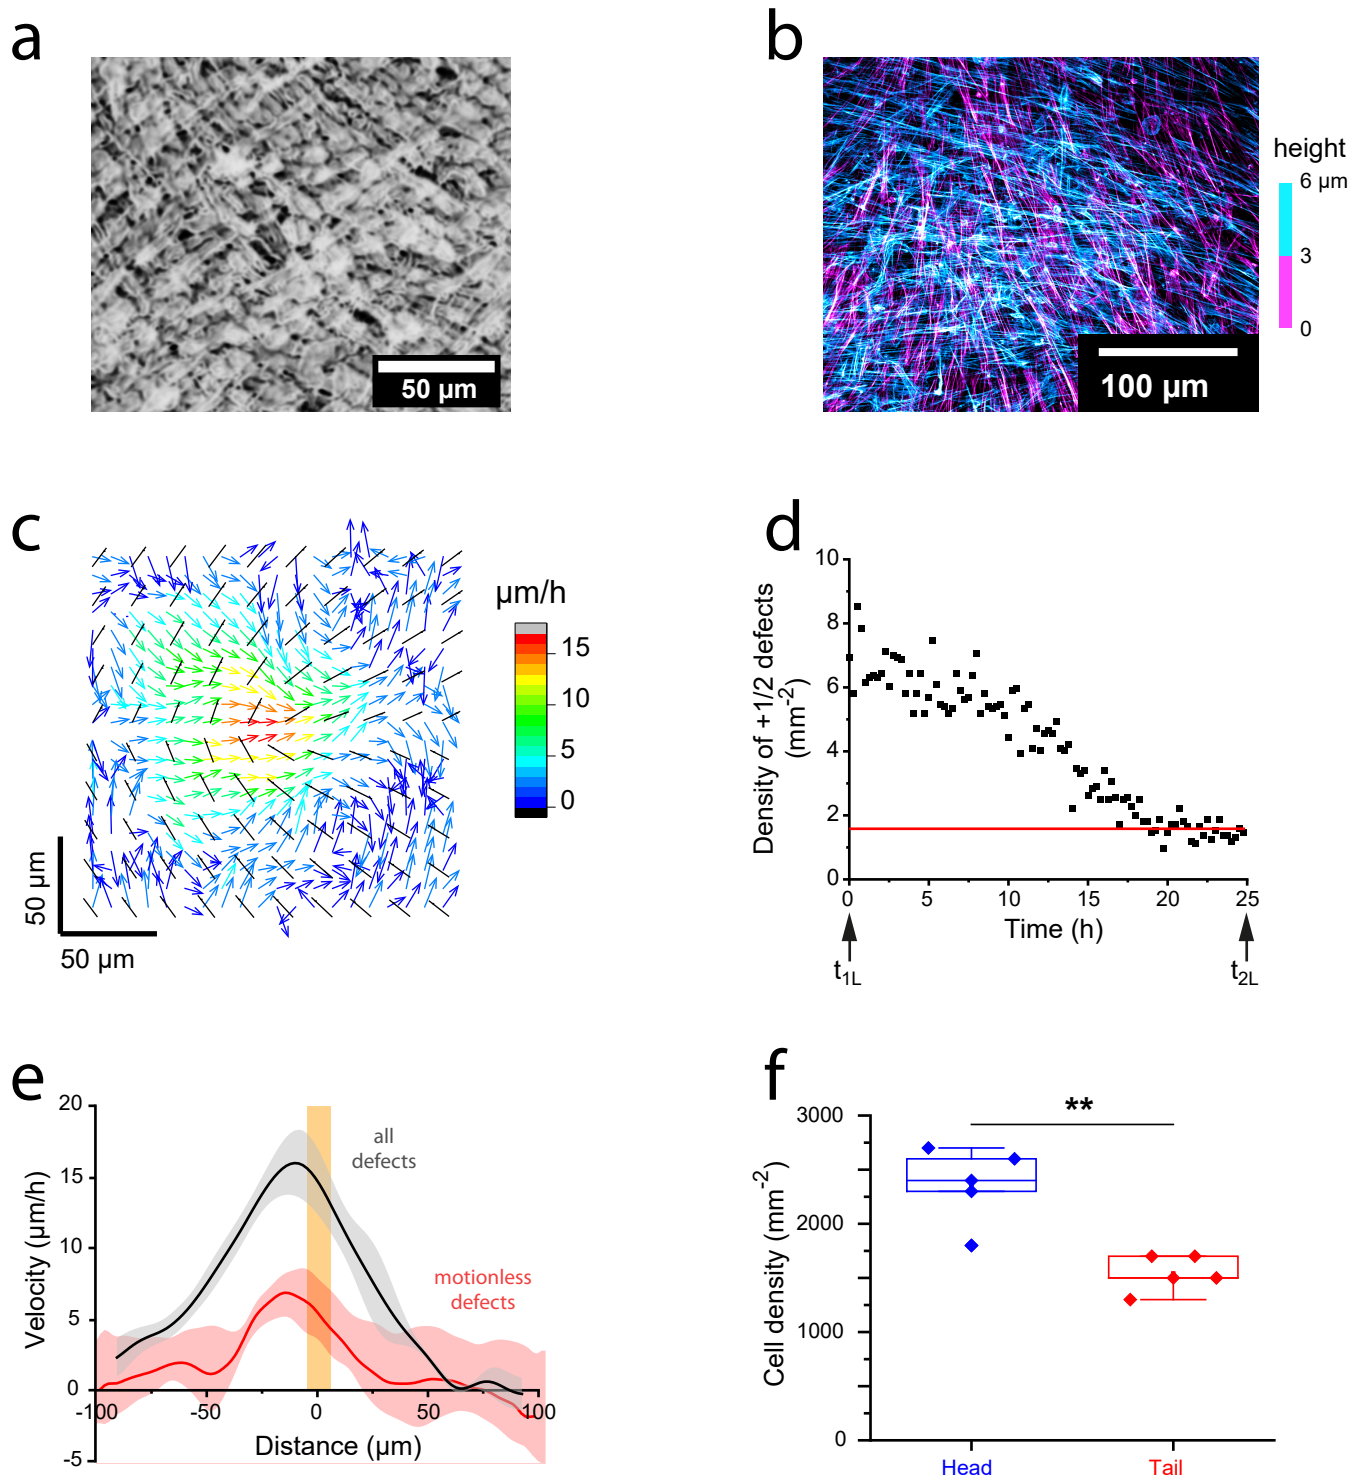 a
50 µm
b
height
6 µm
3
0
100 µm
c
µm/h
15
10
5
0
50 µm
50 µm
d
Density of +1/2 defects
(mm-2)
10
8
6
4
2
0
0
5
10
15
20
25
Time (h)
t1L
t2L
e
Velocity (µm/h)
20
15
10
5
0
-5
all
defects
motionless
defects
-100
-50
0
50
100
Distance (µm)
f
Cell density (mm-2)
3000
2000
1000
0
**
Head
Tail